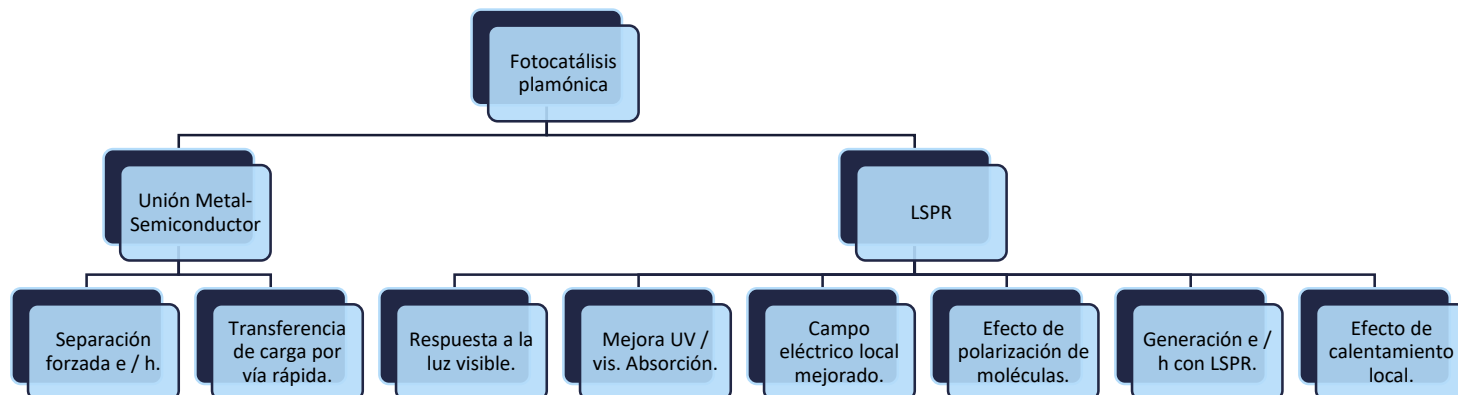 Fotocatálisis
plamónica
Unión Metal-
Semiconductor
LSPR
Separación
forzada e / h.
Transferencia
de carga por
vía rápida.
Respuesta a la
luz visible.
Mejora UV /
vis. Absorción.
Campo
eléctrico local
mejorado.
Efecto de
polarización de
moléculas.
Generación e /
h con LSPR.
Efecto de
calentamiento
local.